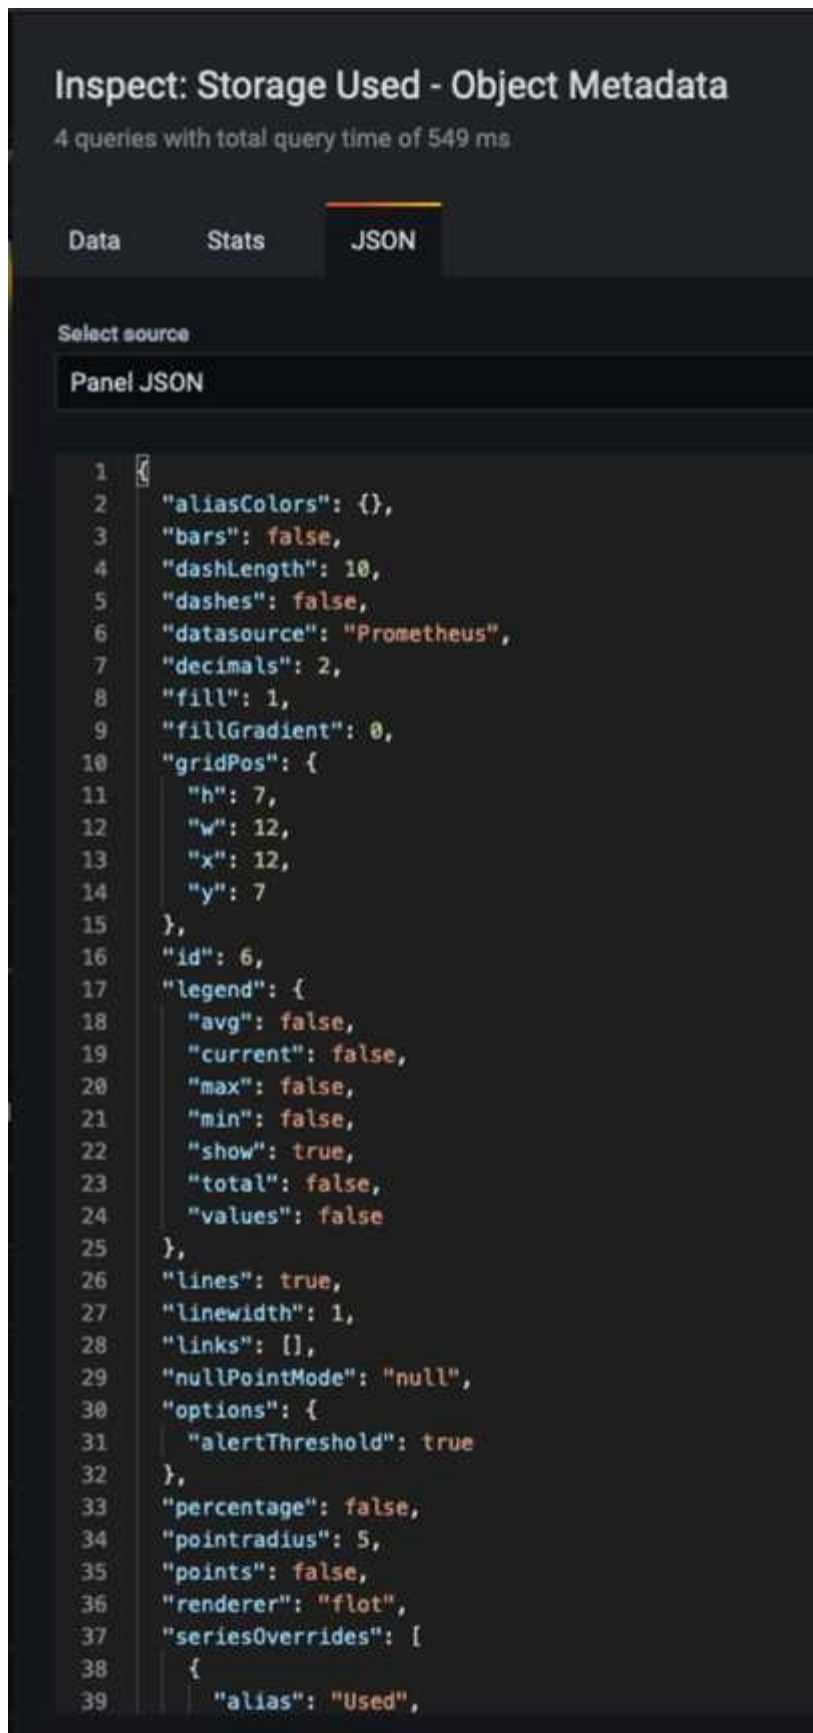 Inspect: Storage Used - Object Metadata
4 queries with total query time of 549 ms
Data Stats JSON
Select source
Panel JSON
1 {
2 "aliasColors": {},
3 "bars": false,
4 "dashLength": 10,
5 "dashes": false,
6 "datasource": "Prometheus",
7 "decimals": 2,
8 "fill": 1,
9 "fillGradient": 0,
10 "gridPos": {
11 "h": 7,
12 "w": 12,
13 "x": 12,
14 "y": 7
15 },
16 "id": 6,
17 "legend": {
18 "avg": false,
19 "current": false,
20 "max": false,
21 "min": false,
22 "show": true,
23 "total": false,
24 "values": false
25 },
26 "lines": true,
27 "linewidth": 1,
28 "links": [],
29 "nullPointMode": "null",
30 "options": {
31 "alertThreshold": true
32 },
33 "percentage": false,
34 "pointradius": 5,
35 "points": false,
36 "renderer": "flot",
37 "seriesOverrides": [
38 {
39 "alias": "Used",